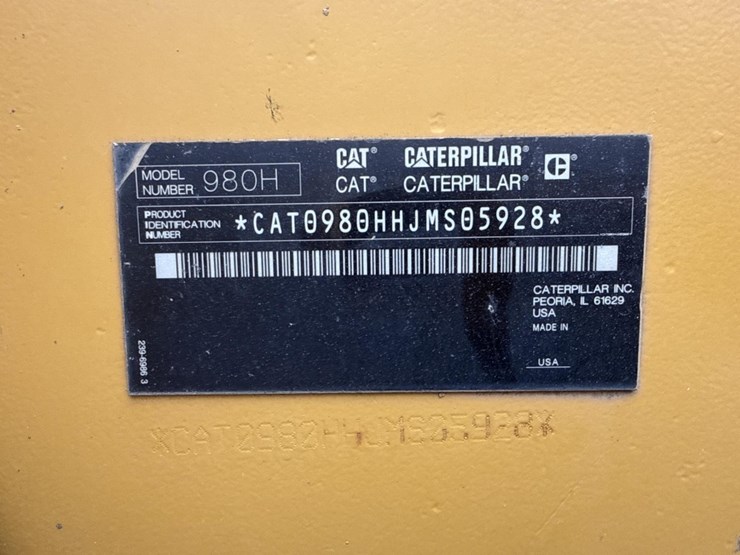 MODEL NUMBER 980H
CAT® CATERPILLAR®
CAT® CATERPILLAR®
PRODUCT IDENTIFICATION NUMBER *CAT0980HHJMS05928*
CATERPILLAR INC.
PEORIA, IL 61629
USA
MADE IN
USA
239-6986 3
*CAT0980HHJMS05928*